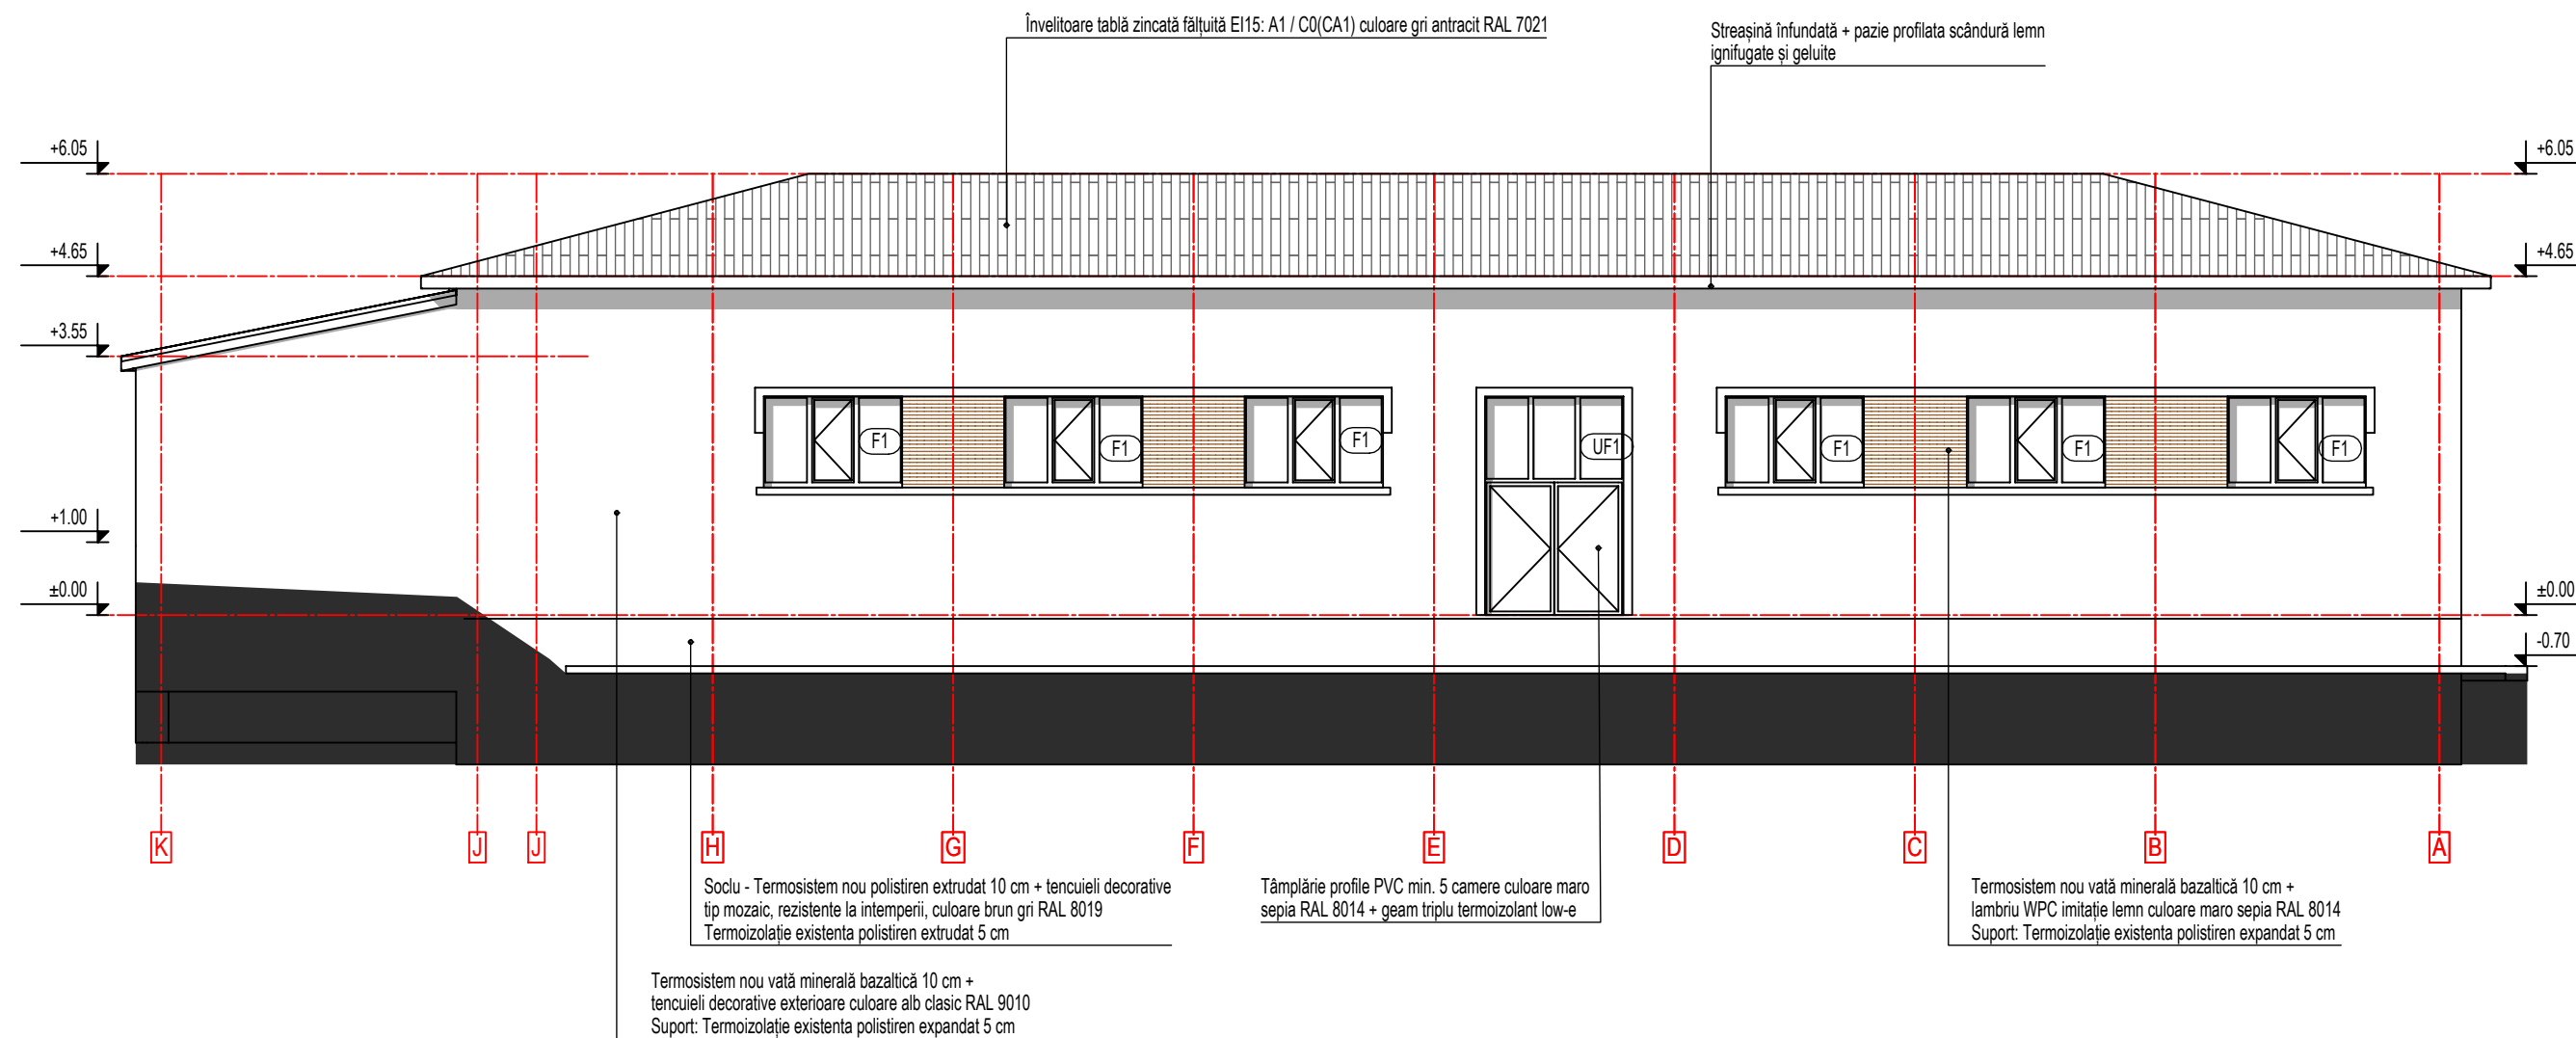 Învelitoare tablă zincată fălțuită EI15: A1 / C0(CA1) culoare gri antracit RAL 7021
Streașină înfundată + pazie profilata scândură lemn
ignifugate și geluite
+6.05
+6.05
+4.65
+4.65
+3.55
F1
F1
F1
UF1
F1
F1
F1
+1.00
±0.00
±0.00
-0.70
K
J
J
H
G
F
E
D
C
B
A
Soclu - Termosistem nou polistiren extrudat 10 cm + tencuieli decorative
tip mozaic, rezistente la intemperii, culoare brun gri RAL 8019
Termoizolație existenta polistiren extrudat 5 cm
Tâmplărie profile PVC min. 5 camere culoare maro
sepia RAL 8014 + geam triplu termoizolant low-e
Termosistem nou vată minerală bazaltică 10 cm +
lambriu WPC imitație lemn culoare maro sepia RAL 8014
Suport: Termoizolație existenta polistiren expandat 5 cm
Termosistem nou vată minerală bazaltică 10 cm +
tencuieli decorative exterioare culoare alb clasic RAL 9010
Suport: Termoizolație existenta polistiren expandat 5 cm